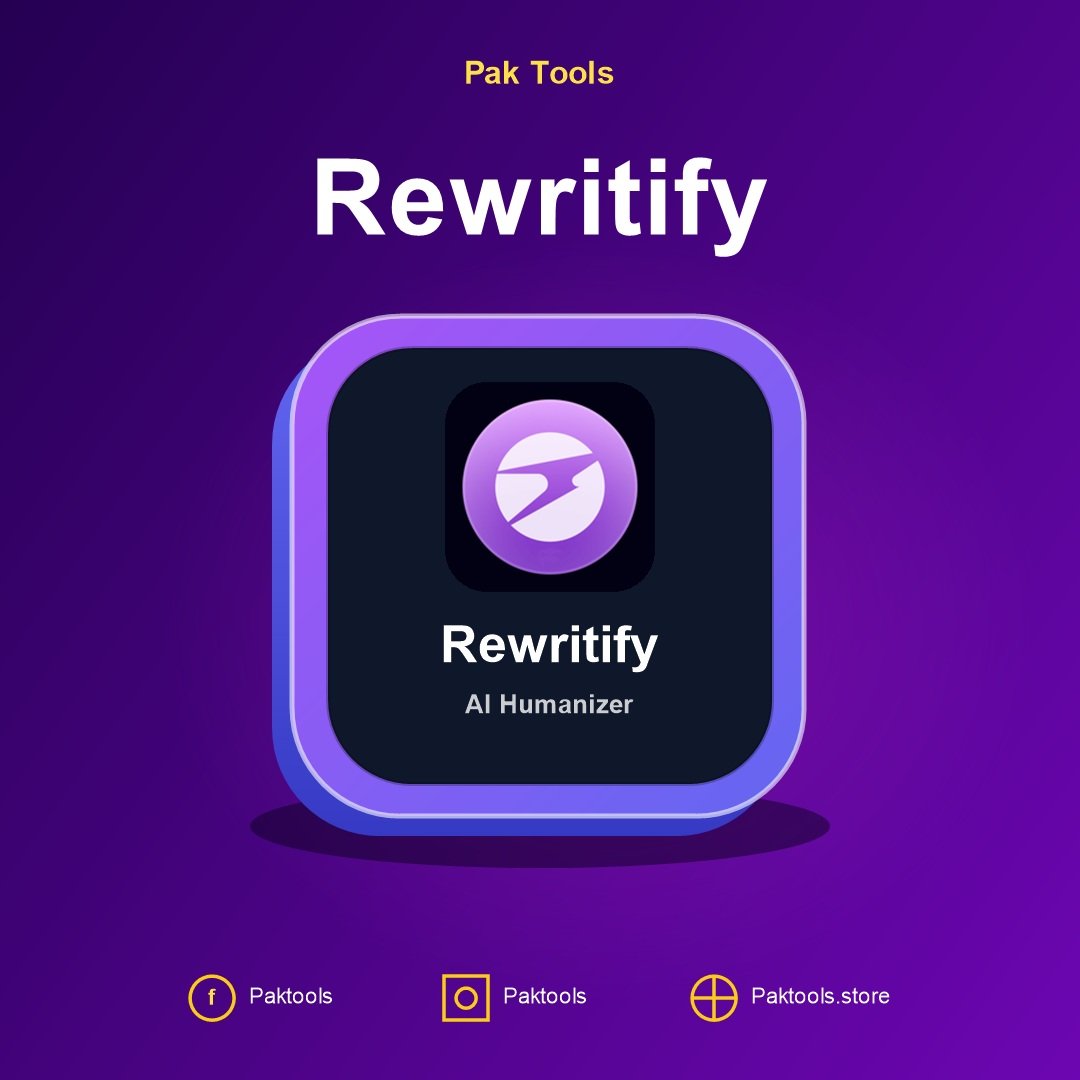 Pak Tools
Rewritify
Rewritify
AI Humanizer
f Paktools Paktools Paktools.store